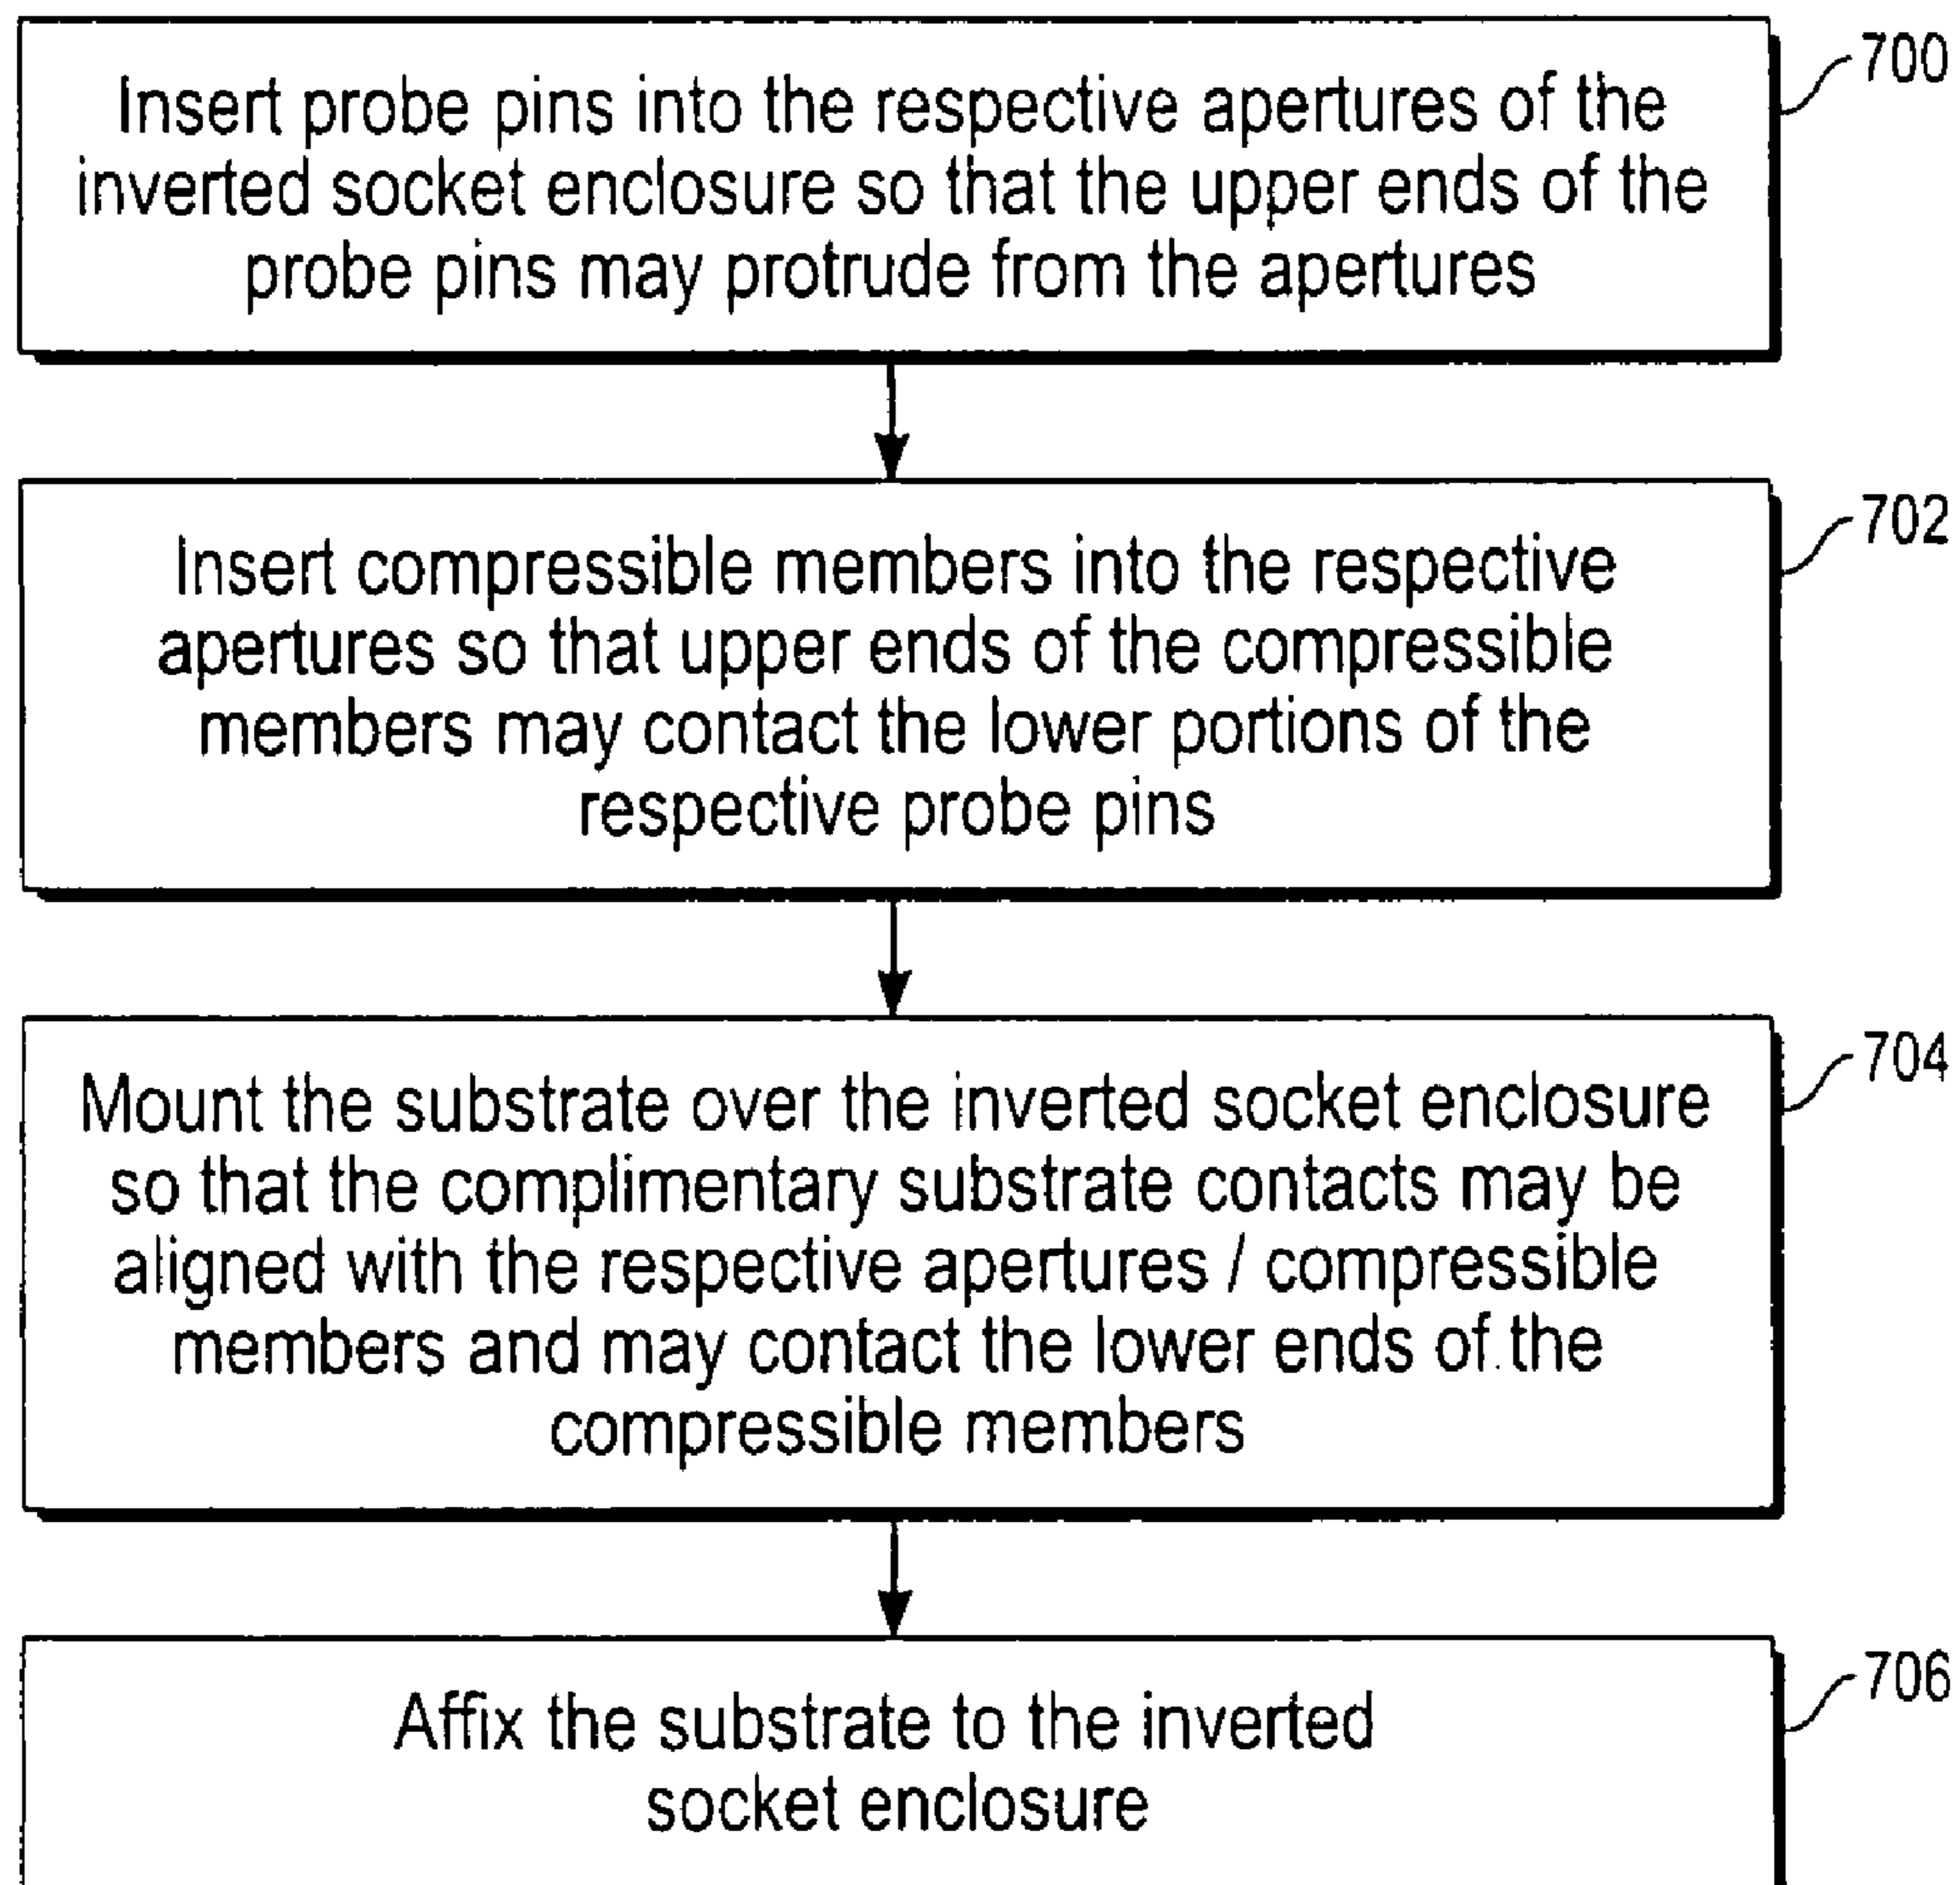 Insert probe pins into the respective apertures of the
inverted socket enclosure so that the upper ends of the
probe pins may protrude from the apertures
700
Insert compressible members into the respective
apertures so that upper ends of the compressible
members may contact the lower portions of the
respective probe pins
702
Mount the substrate over the inverted socket enclosure
so that the complimentary substrate contacts may be
aligned with the respective apertures / compressible
members and may contact the lower ends of the
compressible members
704
Affix the substrate to the inverted
socket enclosure
706